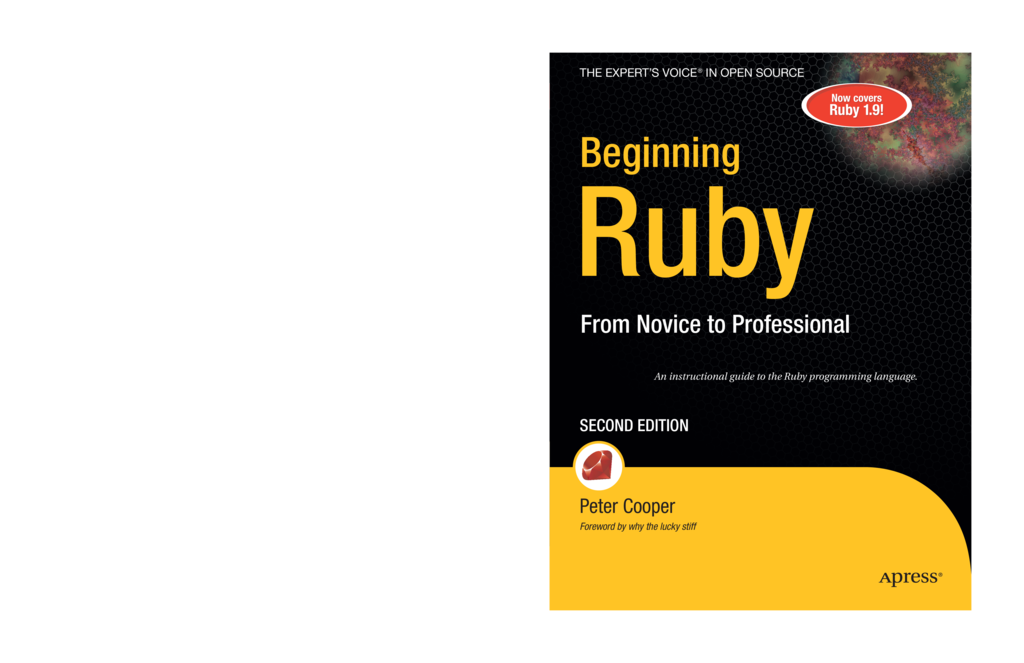 THE EXPERT'S VOICE® IN OPEN SOURCE
Now covers
Ruby 1.9!
Beginning
Ruby
From Novice to Professional
An instructional guide to the Ruby programming language.
SECOND EDITION
Peter Cooper
Foreword by why the lucky stiff
Apress®